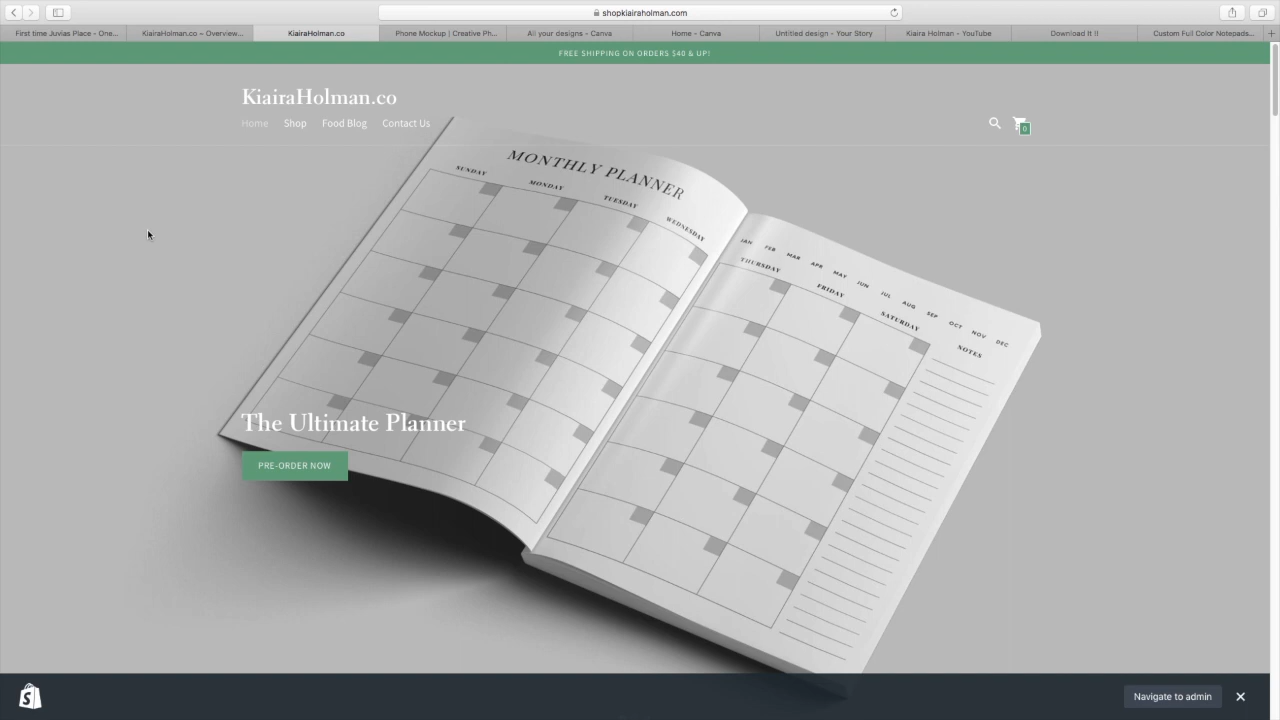 shopkiairaholman.com
First time Juvias Place - One...
KiairaHolman.co ~ Overview...
KiairaHolman.co
Phone Mockup | Creative Ph...
All your designs - Canva
Home - Canva
Untitled design - Your Story
Kiaira Holman - YouTube
Download It !!
Custom Full Color Notepads...
FREE SHIPPING ON ORDERS $40 & UP!
KiairaHolman.co
Home Shop Food Blog Contact Us
0
MONTHLY PLANNER
SUNDAY MONDAY TUESDAY WEDNESDAY
JAN FEB MAR APR MAY JUN JUL AUG SEP OCT NOV DEC
THURSDAY FRIDAY SATURDAY
NOTES
The Ultimate Planner
PRE-ORDER NOW
Navigate to admin